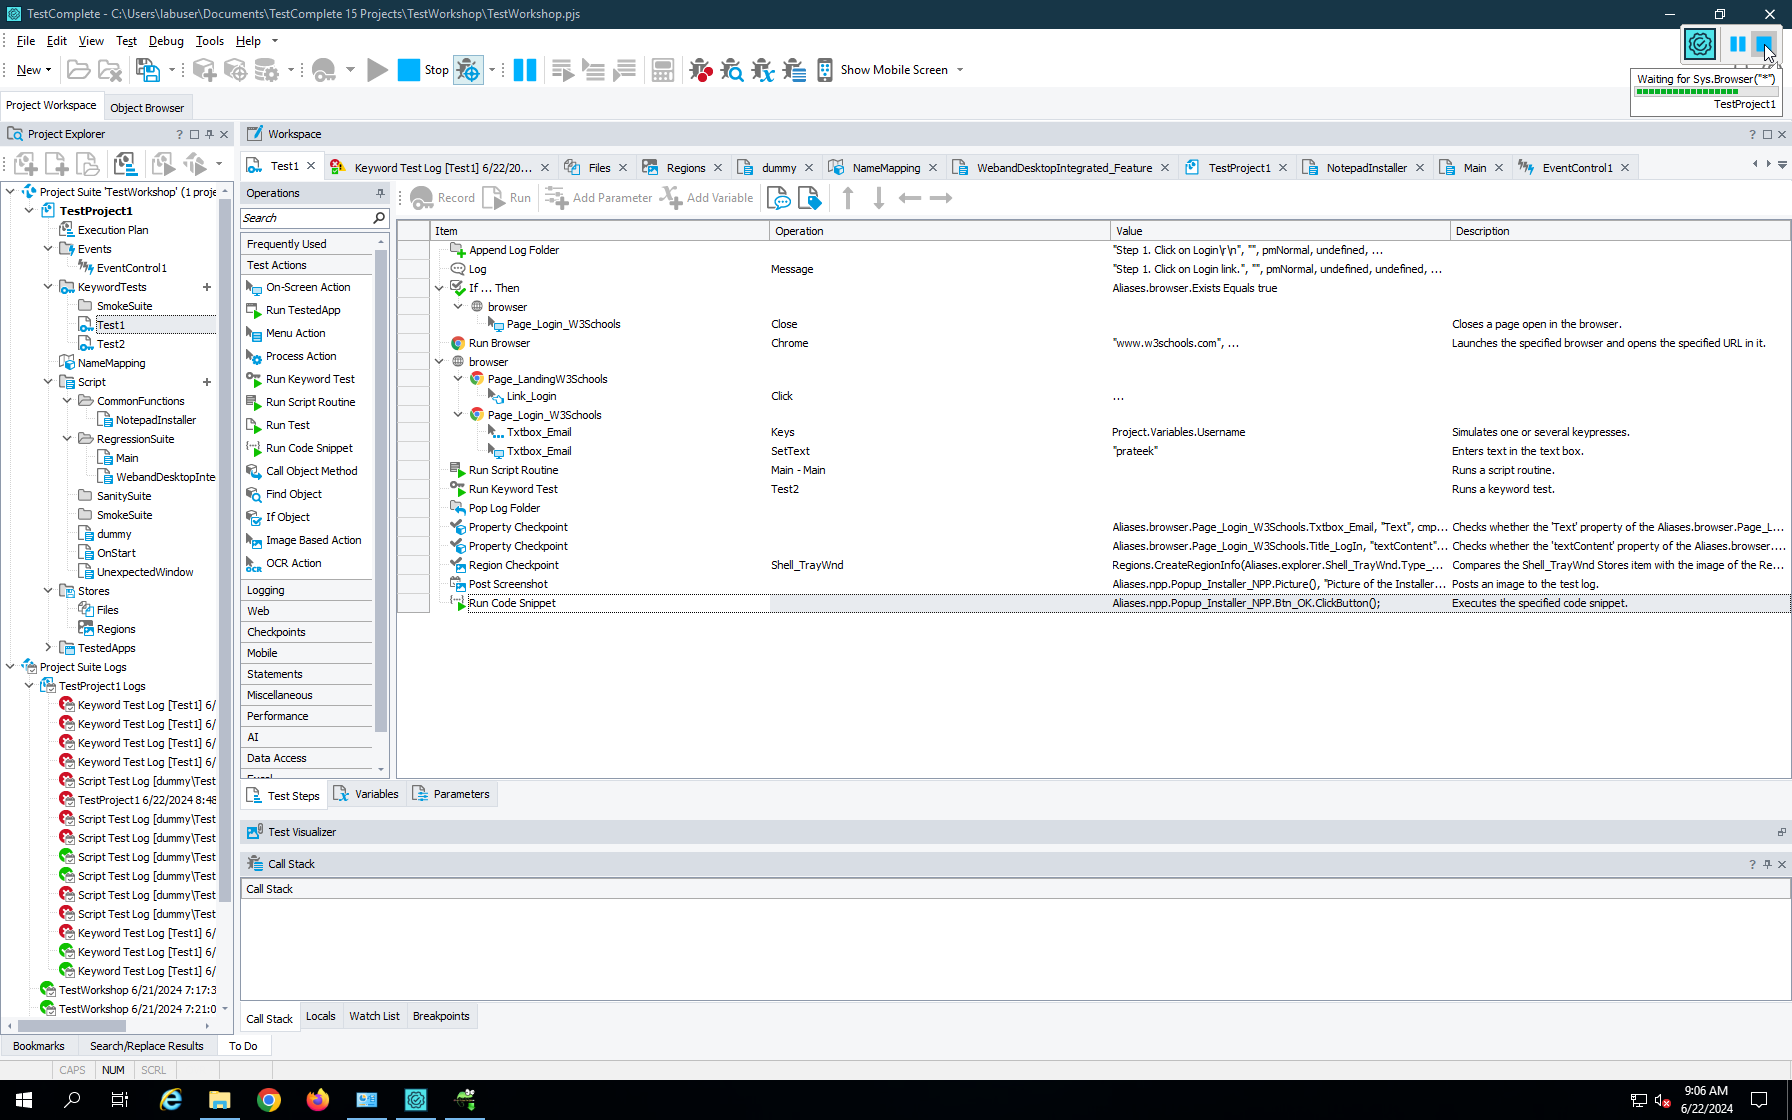 TestComplete - C:\Users\labuser\Documents\TestComplete 15 Projects\TestWorkshop\TestWorkshop.pjs
File Edit View Test Debug Tools Help
New Stop Show Mobile Screen
Waiting for Sys.Browser("*")
TestProject1
Project Workspace Object Browser
Project Explorer
Workspace
Test1 Keyword Test Log [Test1] 6/22/20... Files Regions dummy NameMapping WebandDesktopIntegrated_Feature TestProject1 NotepadInstaller Main EventControl1
Project Suite 'TestWorkshop' (1 proje
TestProject1
Execution Plan
Events
EventControl1
KeywordTests
SmokeSuite
Test1
Test2
NameMapping
Script
CommonFunctions
NotepadInstaller
RegressionSuite
Main
WebandDesktopInte
SanitySuite
SmokeSuite
dummy
OnStart
UnexpectedWindow
Stores
Files
Regions
TestedApps
Project Suite Logs
TestProject1 Logs
Keyword Test Log [Test1] 6/
Keyword Test Log [Test1] 6/
Keyword Test Log [Test1] 6/
Keyword Test Log [Test1] 6/
Script Test Log [dummy\Test
TestProject1 6/22/2024 8:48
Script Test Log [dummy\Test
Script Test Log [dummy\Test
Script Test Log [dummy\Test
Script Test Log [dummy\Test
Script Test Log [dummy\Test
Script Test Log [dummy\Test
Keyword Test Log [Test1] 6/
Keyword Test Log [Test1] 6/
Keyword Test Log [Test1] 6/
TestWorkshop 6/21/2024 7:17:3
TestWorkshop 6/21/2024 7:21:0
Bookmarks Search/Replace Results To Do
Operations
Search
Frequently Used
Test Actions
On-Screen Action
Run TestedApp
Menu Action
Process Action
Run Keyword Test
Run Script Routine
Run Test
Run Code Snippet
Call Object Method
Find Object
If Object
Image Based Action
OCR Action
Logging
Web
Checkpoints
Mobile
Statements
Miscellaneous
Performance
AI
Data Access
Record Run Add Parameter Add Variable
Item Operation Value Description
Append Log Folder "Step 1. Click on Login\r\n", "", pmNormal, undefined, ...
Log Message "Step 1. Click on Login link.", "", pmNormal, undefined, undefined, ...
If ... Then Aliases.browser.Exists Equals true
browser
Page_Login_W3Schools Close Closes a page open in the browser.
Run Browser Chrome "www.w3schools.com", ... Launches the specified browser and opens the specified URL in it.
browser
Page_LandingW3Schools
Link_Login Click ...
Page_Login_W3Schools
Txtbox_Email Keys Project.Variables.Username Simulates one or several keypresses.
Txtbox_Email SetText "prateek" Enters text in the text box.
Run Script Routine Main - Main Runs a script routine.
Run Keyword Test Test2 Runs a keyword test.
Pop Log Folder
Property Checkpoint Aliases.browser.Page_Login_W3Schools.Txtbox_Email, "Text", cmp... Checks whether the 'Text' property of the Aliases.browser.Page_L...
Property Checkpoint Aliases.browser.Page_Login_W3Schools.Title_LogIn, "textContent"... Checks whether the 'textContent' property of the Aliases.browser....
Region Checkpoint Shell_TrayWnd Regions.CreateRegionInfo(Aliases.explorer.Shell_TrayWnd.Type_... Compares the Shell_TrayWnd Stores item with the image of the Re...
Post Screenshot Aliases.npp.Popup_Installer_NPP.Picture(), "Picture of the Installer... Posts an image to the test log.
Run Code Snippet Aliases.npp.Popup_Installer_NPP.Btn_OK.ClickButton(); Executes the specified code snippet.
Test Steps Variables Parameters
Test Visualizer
Call Stack
Call Stack
Call Stack Locals Watch List Breakpoints
CAPS NUM SCRL
9:06 AM
6/22/2024